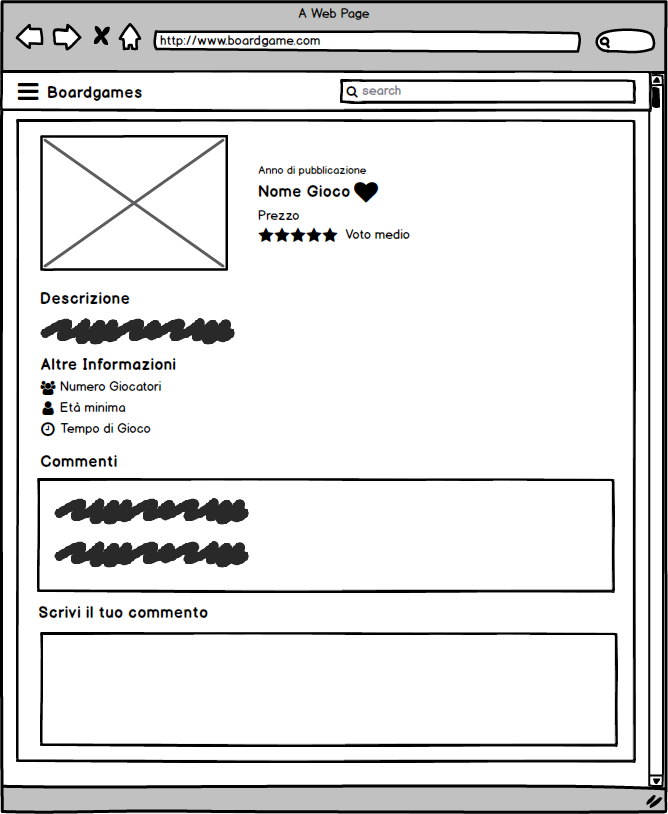 A Web Page
http://www.boardgame.com
Boardgames
search
Anno di pubblicazione
Nome Gioco
Prezzo
Voto medio
Descrizione
Altre Informazioni
Numero Giocatori
Età minima
Tempo di Gioco
Commenti
Scrivi il tuo commento